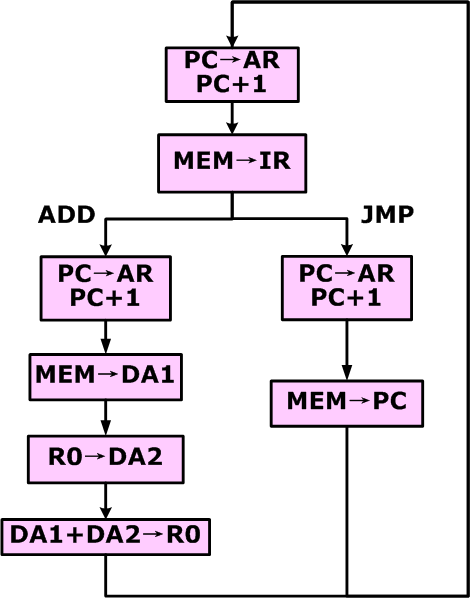 PC→AR
PC+1
MEM→IR
ADD
JMP
PC→AR
PC+1
PC→AR
PC+1
MEM→DA1
MEM→PC
R0→DA2
DA1+DA2→R0